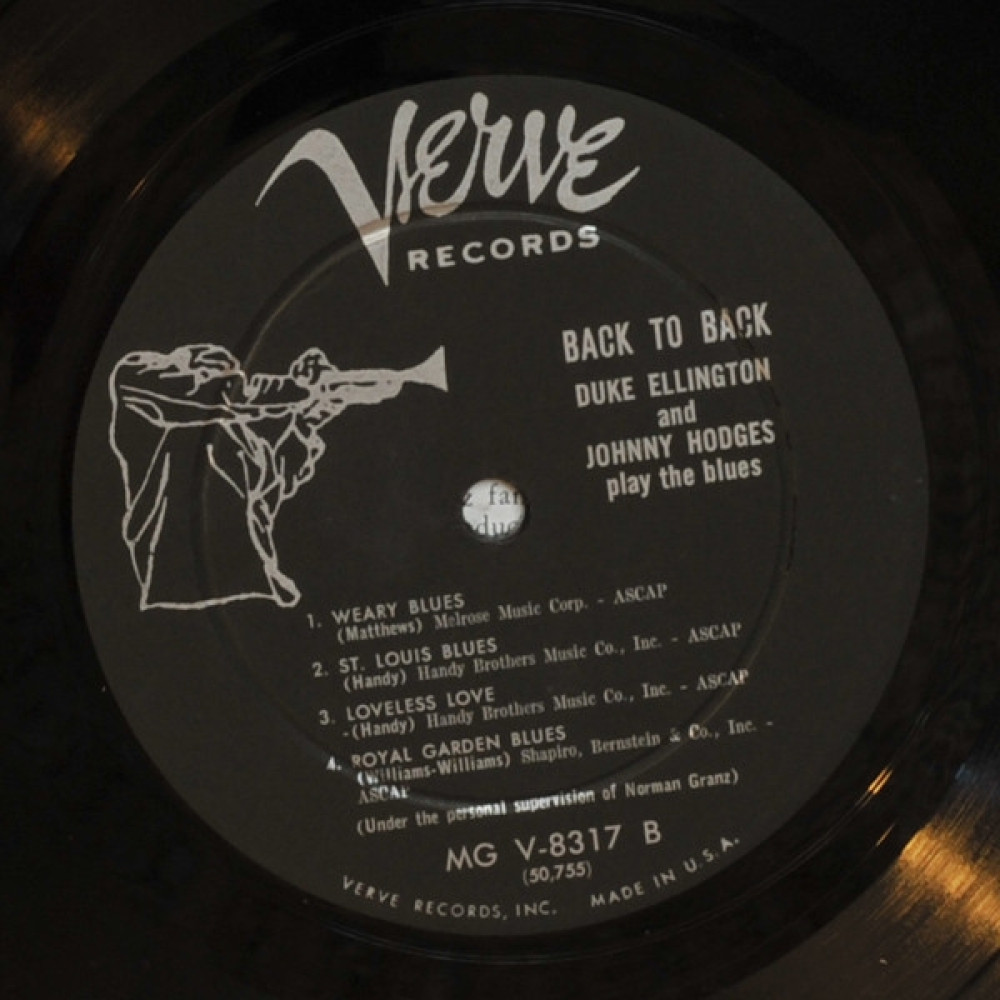 Verve
RECORDS
BACK TO BACK
DUKE ELLINGTON
and
JOHNNY HODGES
play the blues
1. WEARY BLUES
(Matthews) Melrose Music Corp. - ASCAP
2. ST. LOUIS BLUES
(Handy) Handy Brothers Music Co., Inc. - ASCAP
3. LOVELESS LOVE
-(Handy) Handy Brothers Music Co., Inc. - ASCAP
4. ROYAL GARDEN BLUES
(Williams-Williams) Shapiro, Bernstein & Co., Inc. -
ASCAP
(Under the personal supervision of Norman Granz)
MG V-8317 B
(50,755)
VERVE RECORDS, INC. MADE IN U.S.A.